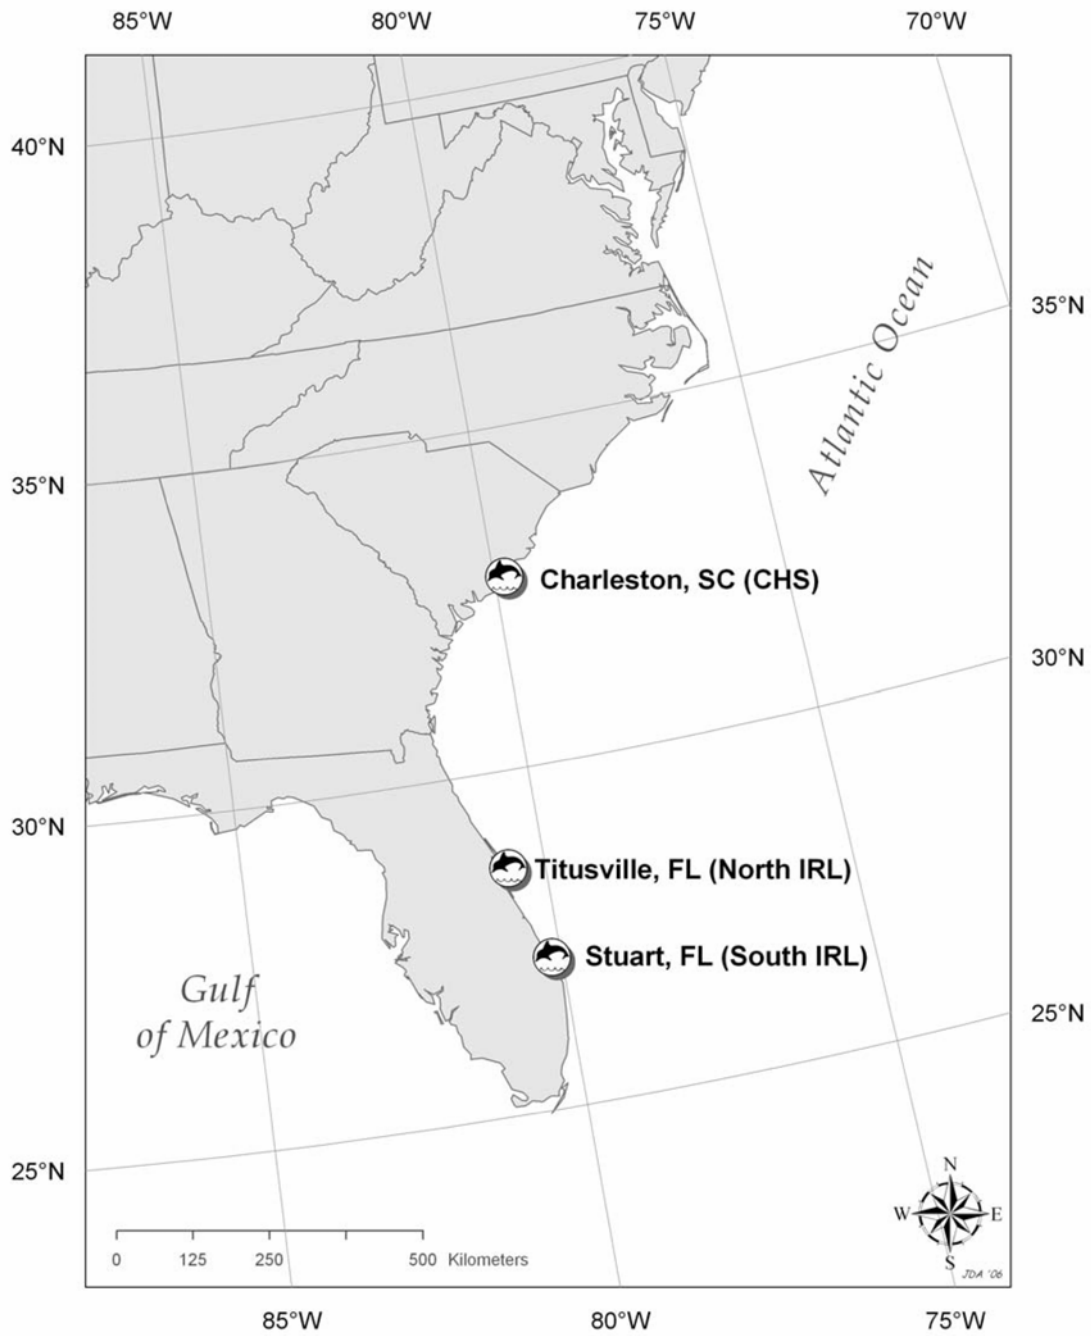 85°W 80°W 75°W 70°W
40°N
35°N
Atlantic Ocean
35°N
Charleston, SC (CHS)
30°N
30°N
Titusville, FL (North IRL)
Stuart, FL (South IRL)
Gulf
of Mexico
25°N
25°N
N
W E
S
0 125 250 500 Kilometers
JDA '06
85°W 80°W 75°W